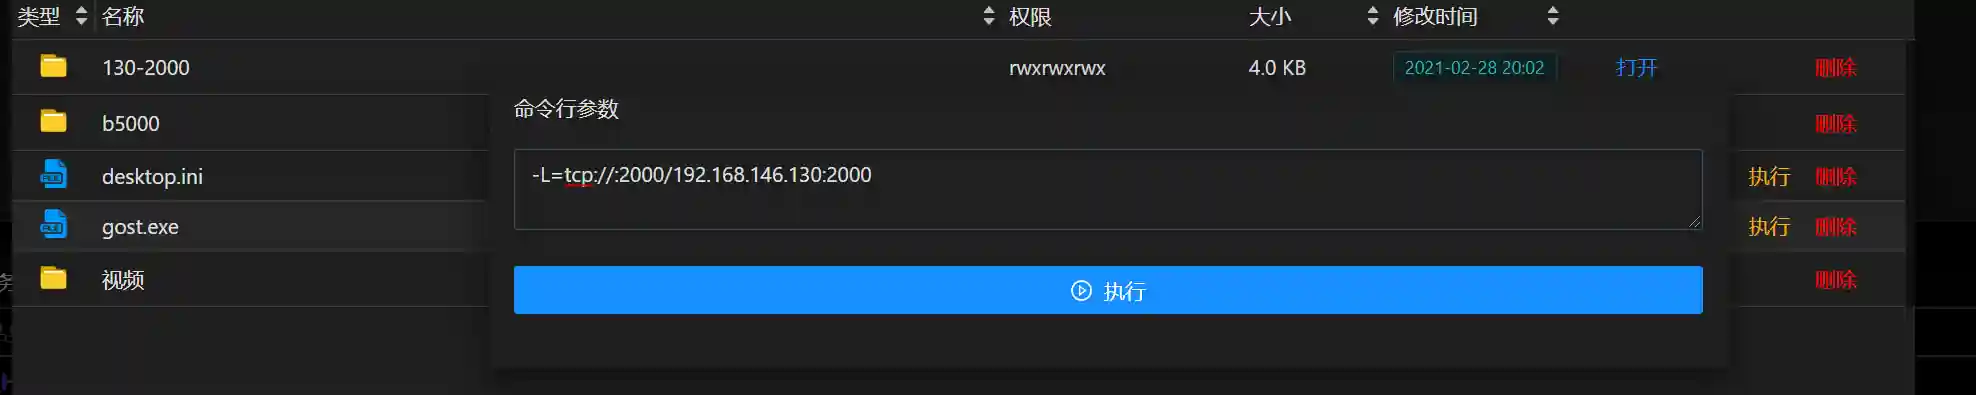 类型 名称 权限 大小 修改时间
130-2000 rwxrwxrwx 4.0 KB 2021-02-28 20:02 打开 删除
命令行参数
b5000 删除
-L=tcp://:2000/192.168.146.130:2000
desktop.ini 执行 删除
gost.exe 执行 删除
视频 删除
执行